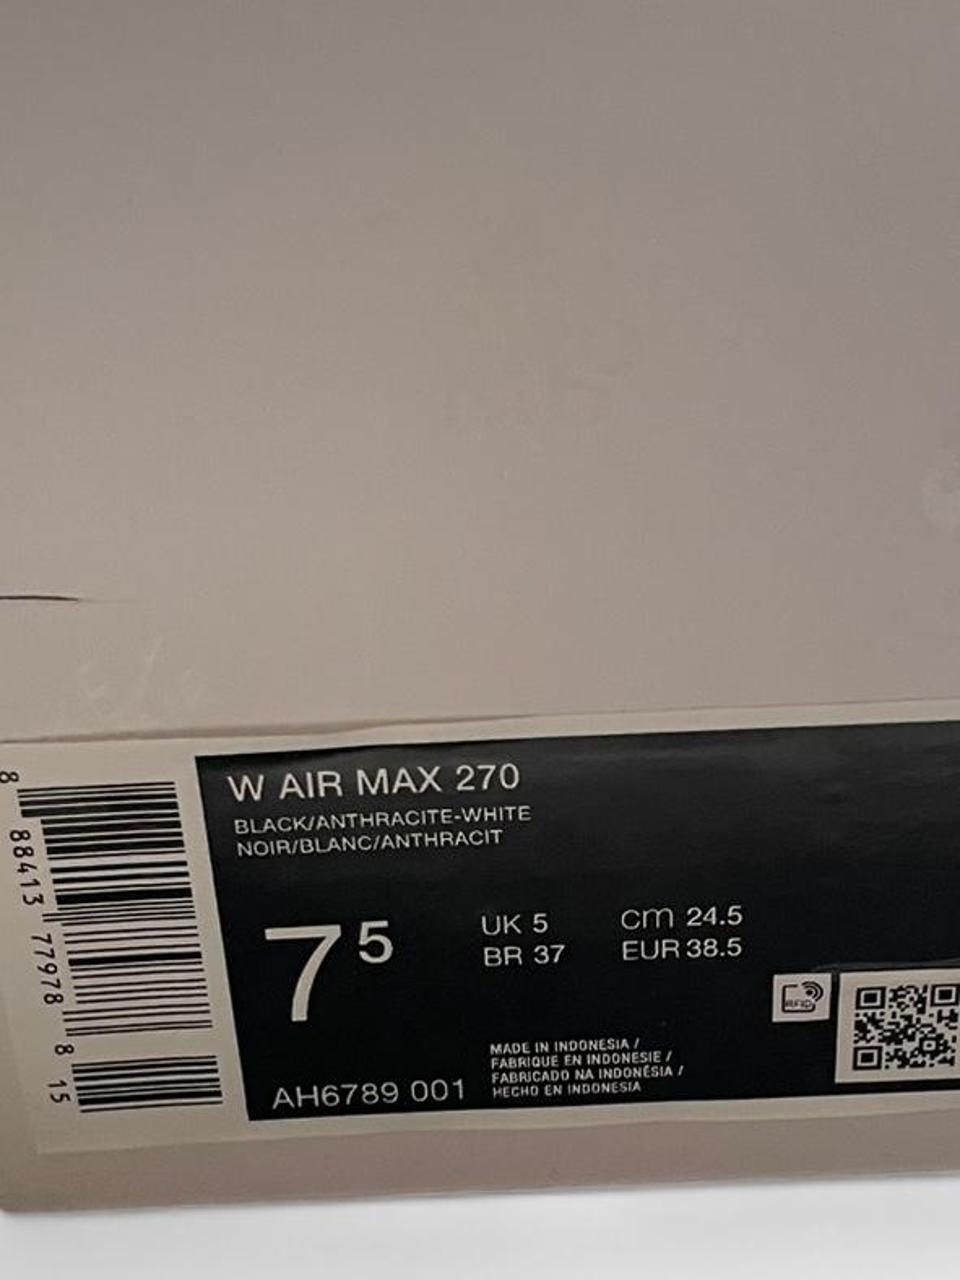 W AIR MAX 270
BLACK/ANTHRACITE-WHITE
NOIR/BLANC/ANTHRACIT
7 5
UK 5
cm 24.5
BR 37
EUR 38.5
RFID
MADE IN INDONESIA /
FABRIQUE EN INDONESIE /
FABRICADO NA INDONÉSIA /
HECHO EN INDONESIA
AH6789 001
8 88413 77978 8 15